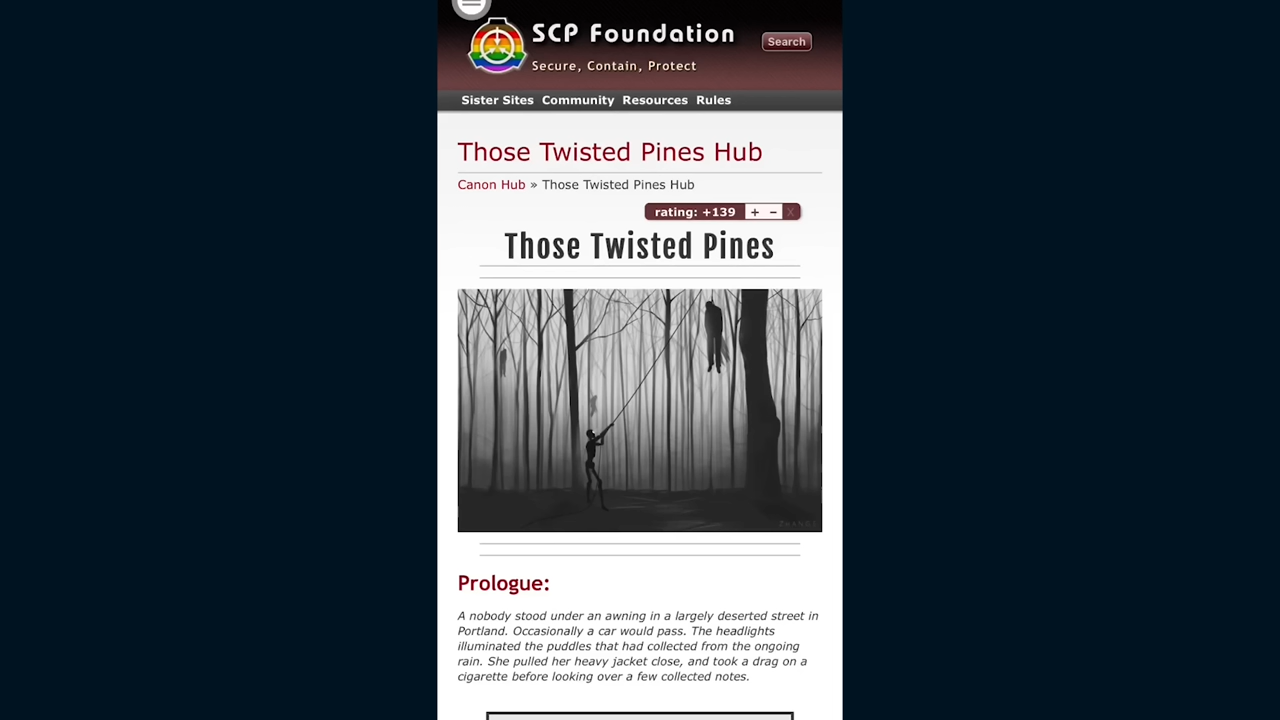 SCP Foundation
Search
Secure, Contain, Protect
Sister Sites Community Resources Rules
Those Twisted Pines Hub
Canon Hub » Those Twisted Pines Hub
rating: +139 + – X
Those Twisted Pines
Prologue:
A nobody stood under an awning in a largely deserted street in
Portland. Occasionally a car would pass. The headlights
illuminated the puddles that had collected from the ongoing
rain. She pulled her heavy jacket close, and took a drag on a
cigarette before looking over a few collected notes.